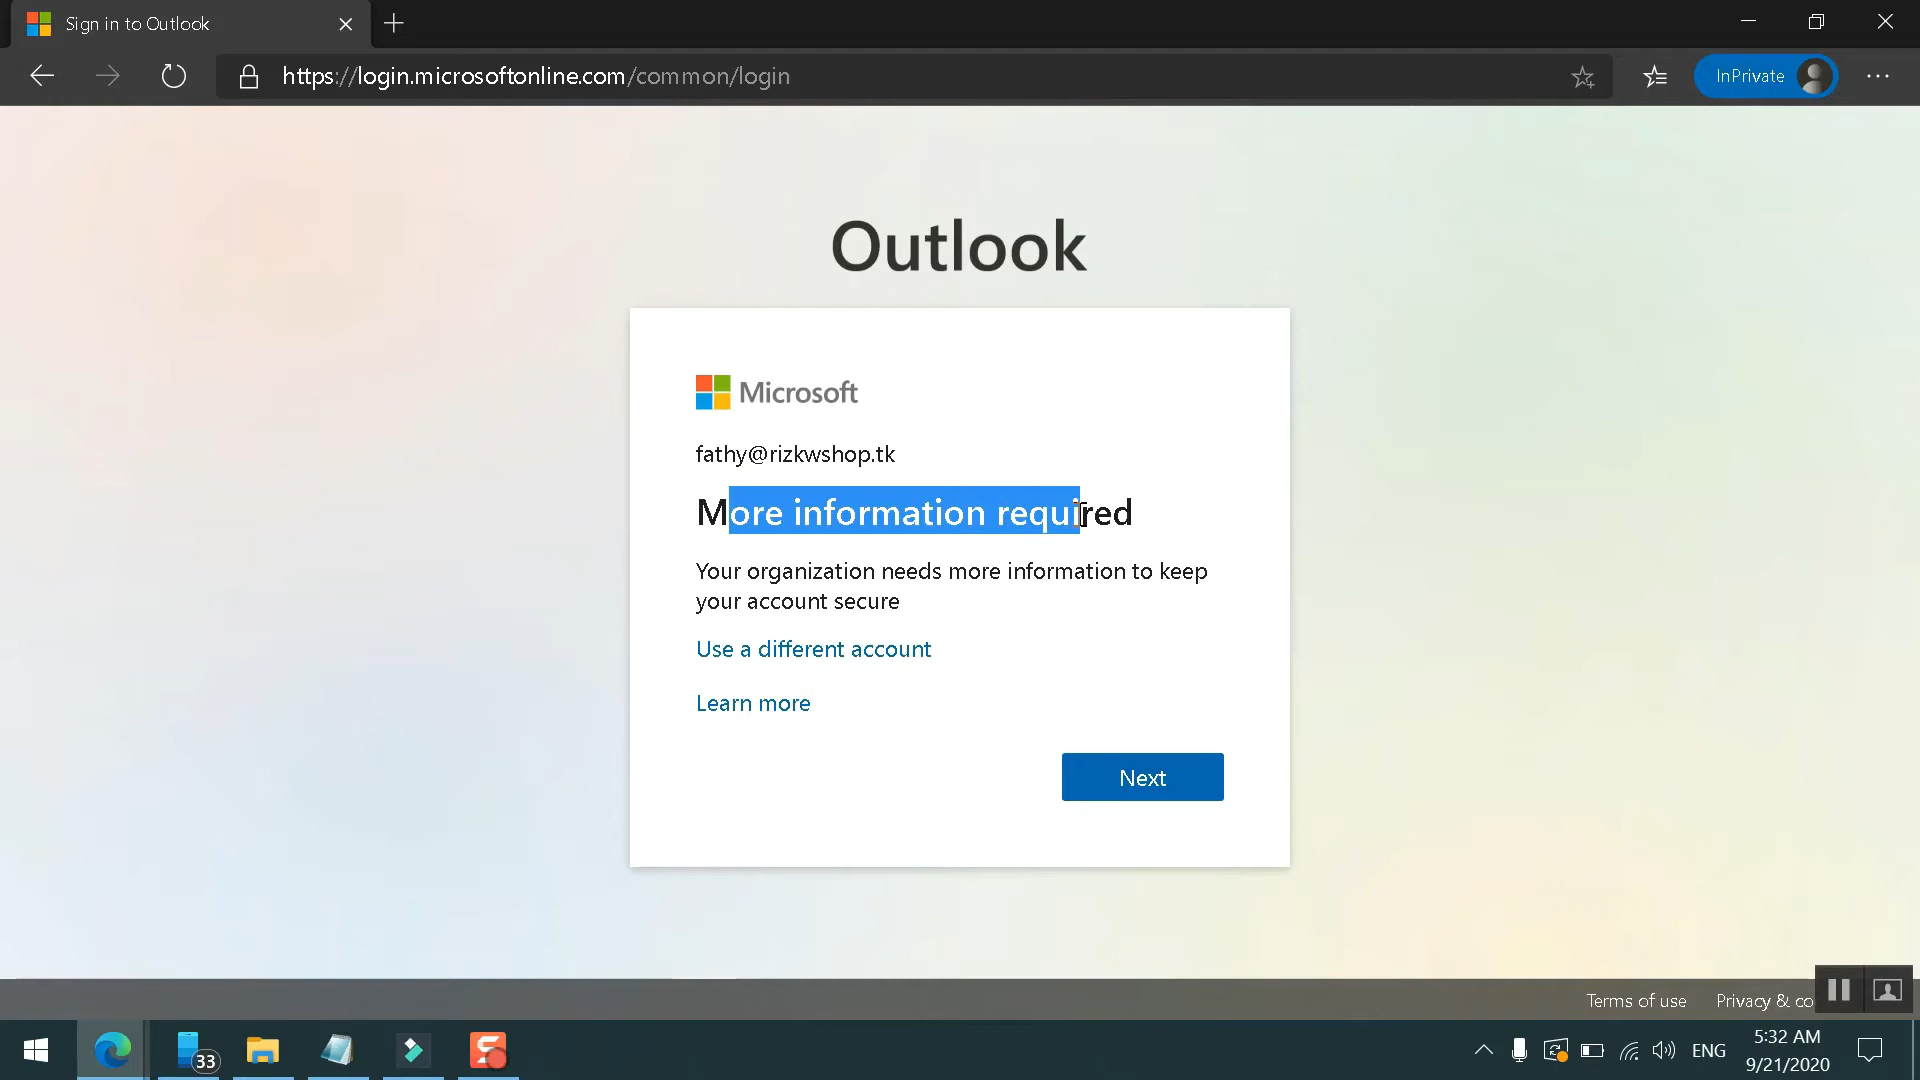 Sign in to Outlook
https://login.microsoftonline.com/common/login
InPrivate
Outlook
Microsoft
fathy@rizkwshop.tk
More information required
Your organization needs more information to keep
your account secure
Use a different account
Learn more
Next
Terms of use Privacy & co
33
ENG
5:32 AM
9/21/2020